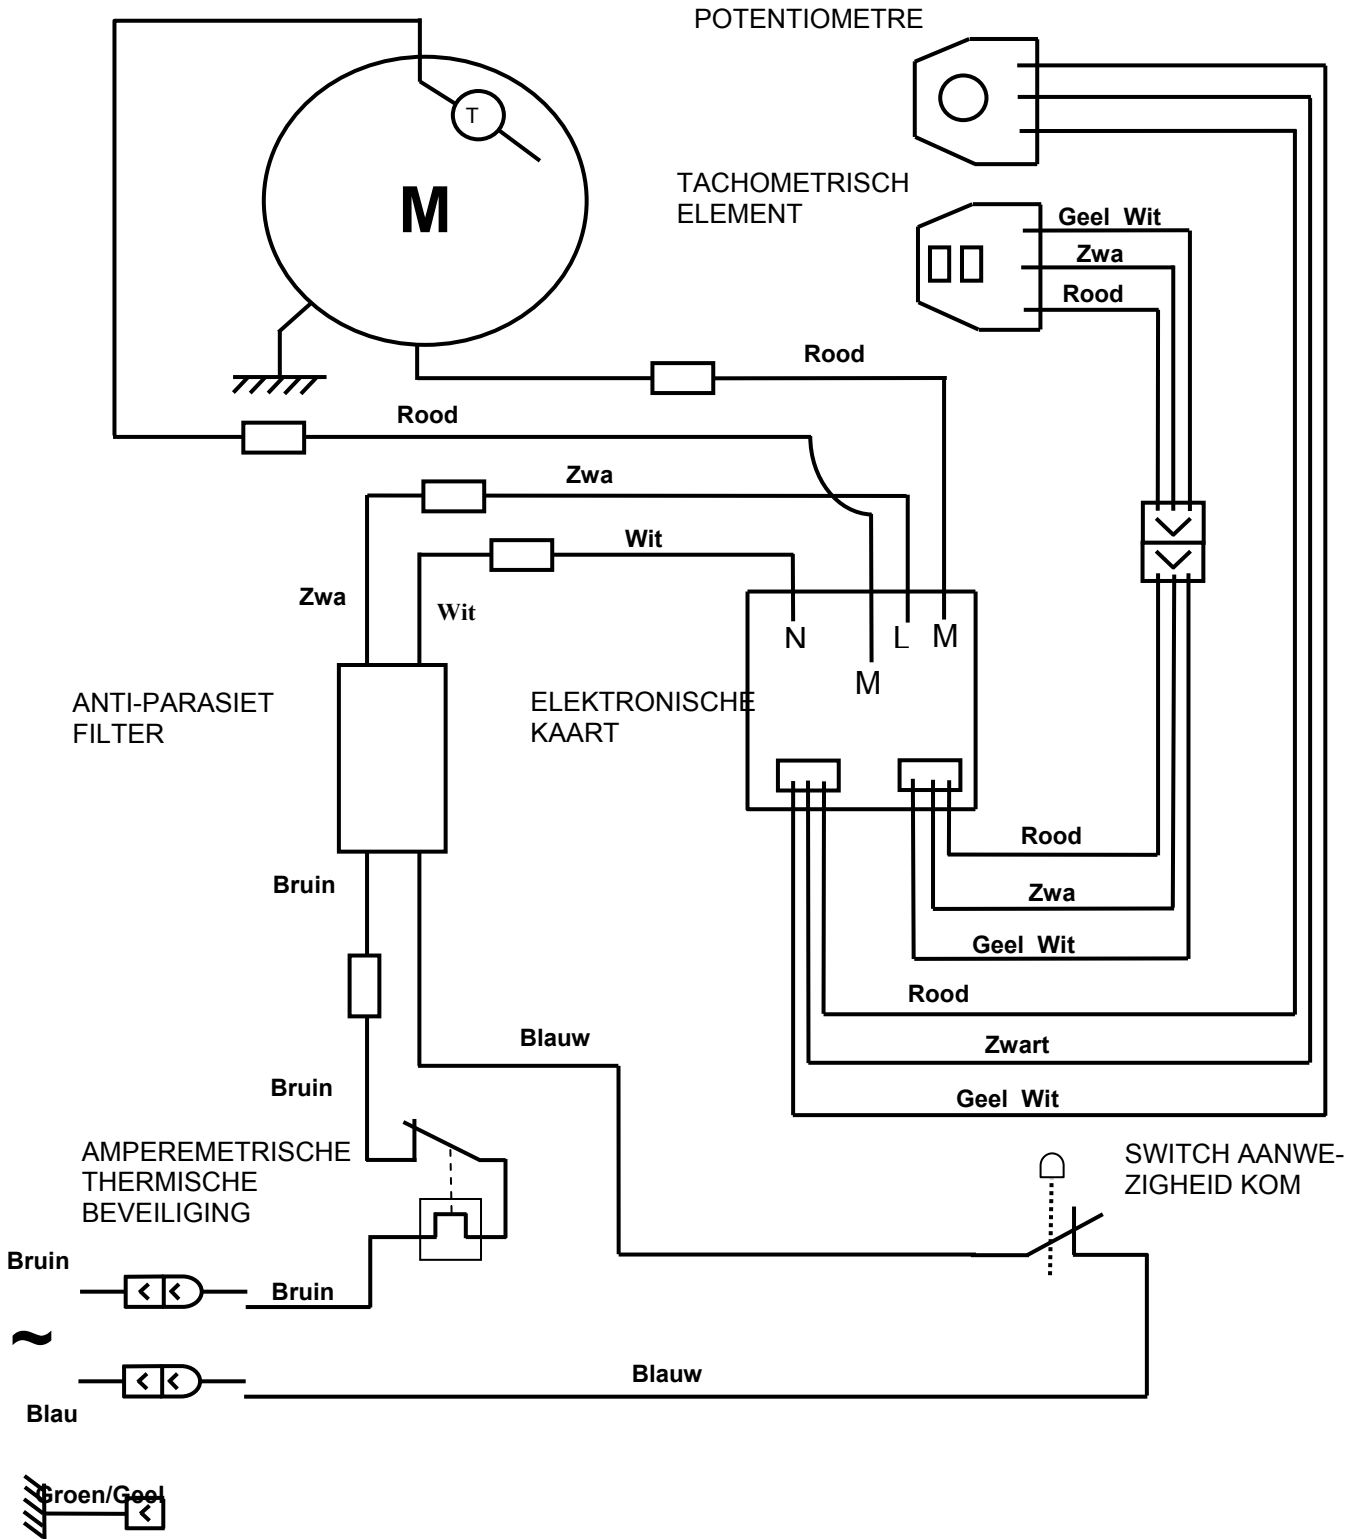 POTENTIOMETRE
T
M
TACHOMETRISCH
ELEMENT
Geel Wit
Zwa
Rood
Rood
Rood
Zwa
Wit
Zwa
Wit
N
L
M
M
ANTI-PARASIET
FILTER
ELEKTRONISCHE
KAART
Rood
Bruin
Zwa
Geel Wit
Rood
Blauw
Zwart
Bruin
Geel Wit
AMPEREMETRISCHE
THERMISCHE
BEVEILIGING
SWITCH AANWE-
ZIGHEID KOM
Bruin
Bruin
~
Blauw
Blau
Groen/Geel